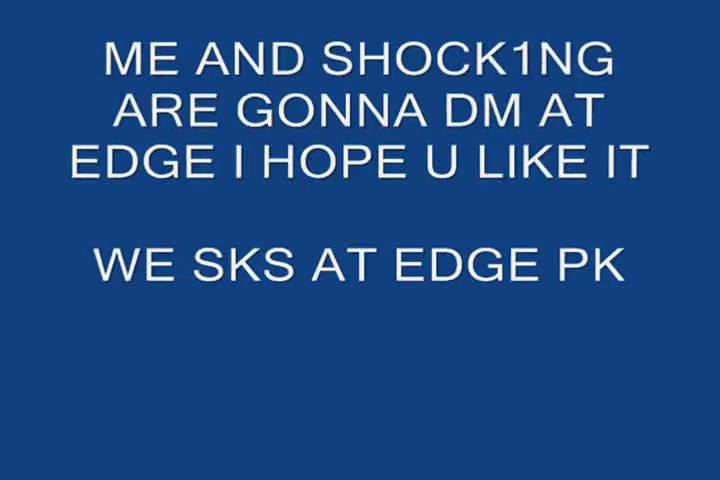 ME AND SHOCK1NG
ARE GONNA DM AT
EDGE I HOPE U LIKE IT
WE SKS AT EDGE PK